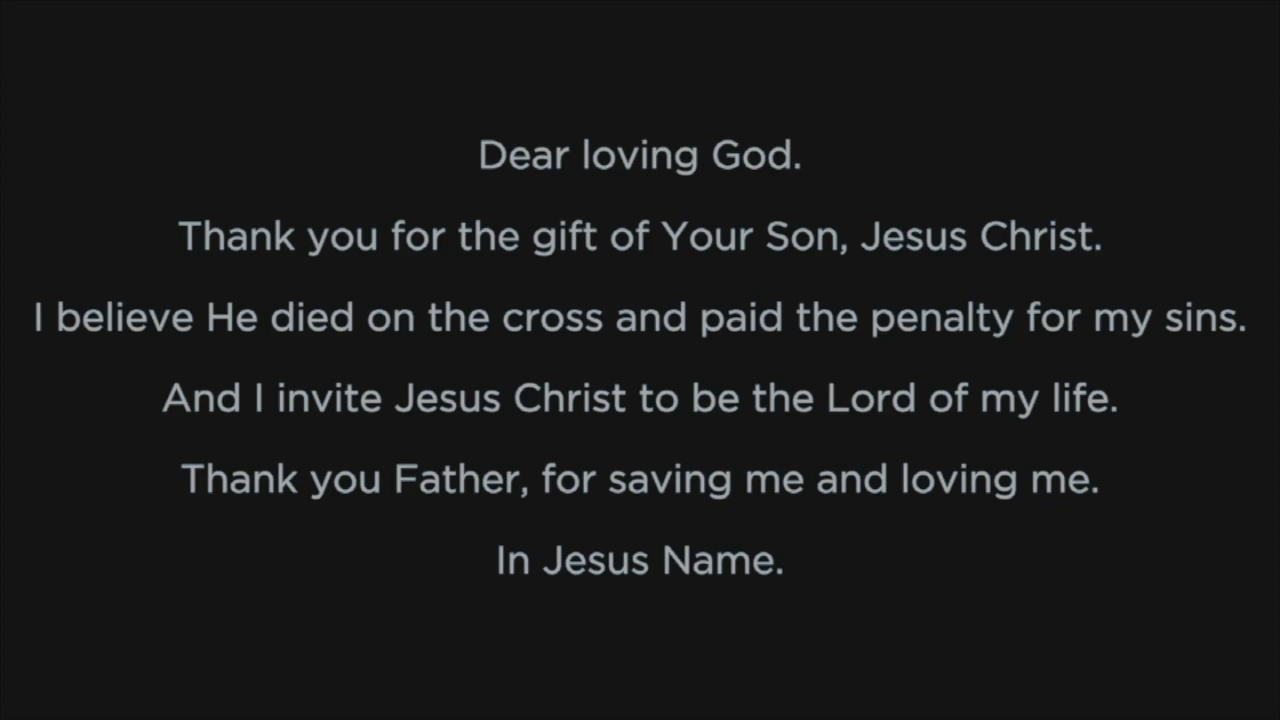 Dear loving God.
Thank you for the gift of Your Son, Jesus Christ.
I believe He died on the cross and paid the penalty for my sins.
And I invite Jesus Christ to be the Lord of my life.
Thank you Father, for saving me and loving me.
In Jesus Name.